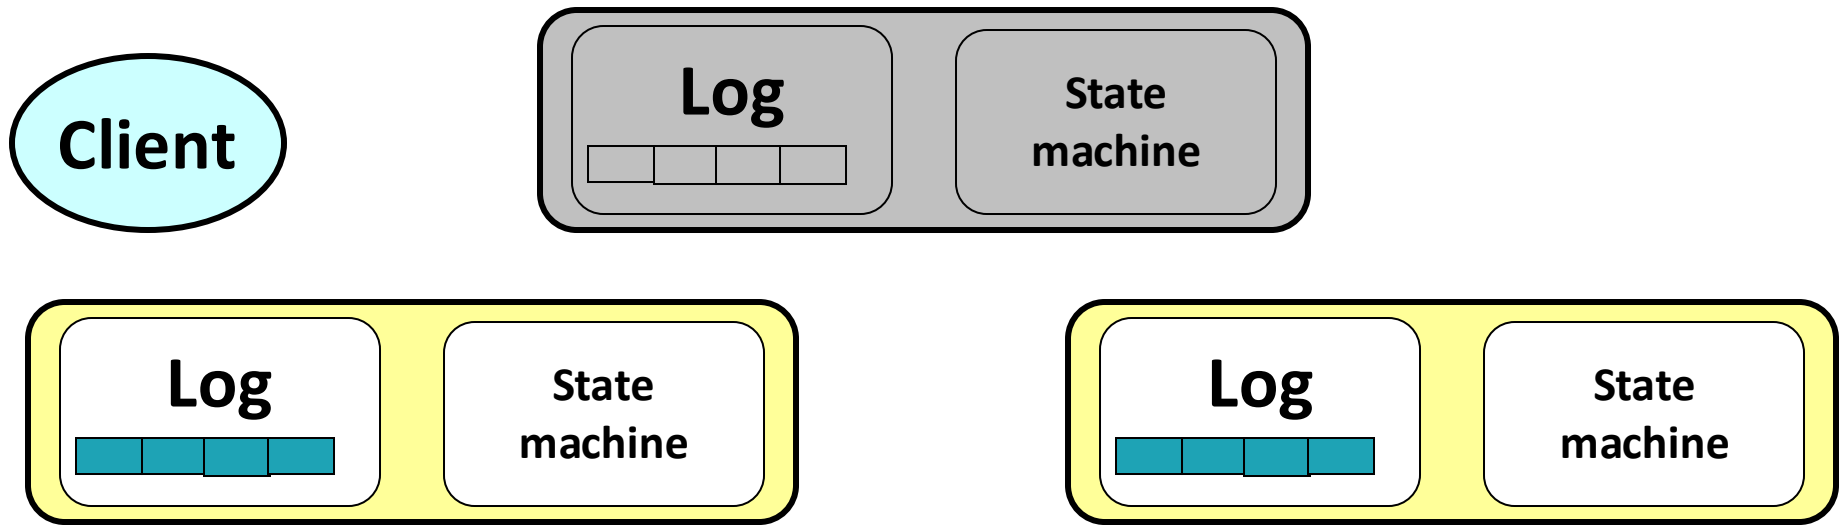 Client
Log
State
machine
Log
State
machine
Log
State
machine